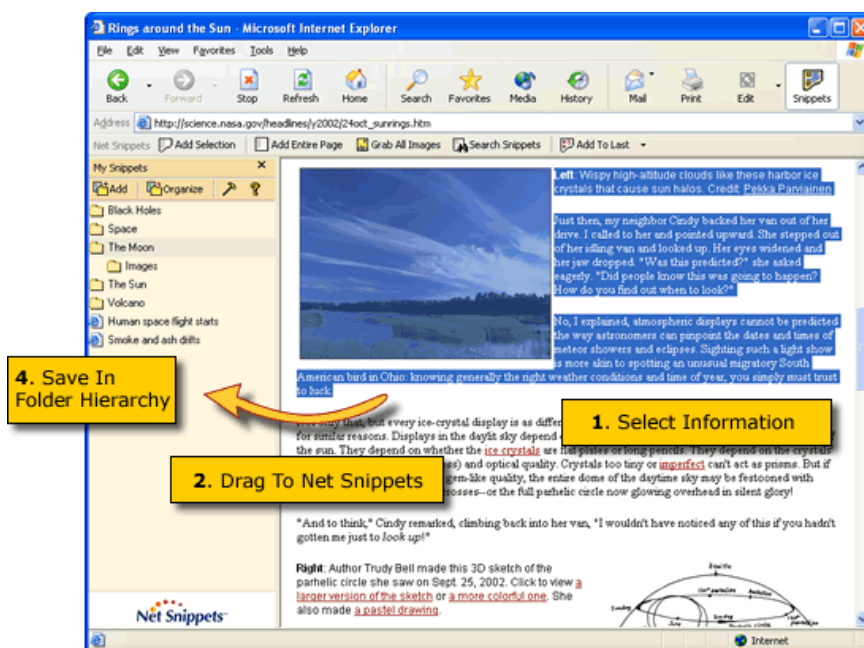 Rings around the Sun - Microsoft Internet Explorer
File Edit View Favorites Tools Help
Back Forward Stop Refresh Home Search Favorites Media History Mail Print Edit Snippets
Address http://science.nasa.gov/headlines/y2002/24oct_sunrings.htm
Net Snippets Add Selection Add Entire Page Grab All Images Search Snippets Add To Last
My Snippets
Add Organize
Black Holes
Space
The Moon
Images
The Sun
Volcano
Human space flight starts
Smoke and ash drifts
4. Save In
Folder Hierarchy
Net Snippets
Left: Wispy high-altitude clouds like these harbor ice
crystals that cause sun halos. Credit: Pekka Parviainen
Just then, my neighbor Cindy backed her van out of her
drive. I called to her and pointed upward. She stepped out
of her idling van and looked up. Her eyes widened and
her jaw dropped. "Was this predicted?" she asked
eagerly. "Did people know this was going to happen?
How do you find out when to look?"
No, I explained, atmospheric displays cannot be predicted
the way astronomers can pinpoint the dates and times of
meteor showers and eclipses. Sighting such a light show
is more akin to spotting an unusual migratory South
American bird in Ohio: knowing generally the right weather conditions and time of year, you simply must trust
to luck.
1. Select Information
that, but every ice-crystal display is as
for similar reasons. Displays in the daylit sky depend
the sun. They depend on whether the ice crystals are flat plates or long pencils. They depend on the crystals'
and optical quality. Crystals too tiny or imperfect can't act as prisms. But if
2. Drag To Net Snippets
gem-like quality, the entire dome of the daytime sky may be festooned with
crosses--or the full parhelic circle now glowing overhead in silent glory!
"And to think," Cindy remarked, climbing back into her van, "I wouldn't have noticed any of this if you hadn't
gotten me just to look up!"
Right: Author Trudy Bell made this 3D sketch of the
parhelic circle she saw on Sept. 25, 2002. Click to view a
larger version of the sketch or a more colorful one. She
also made a pastel drawing.
Internet